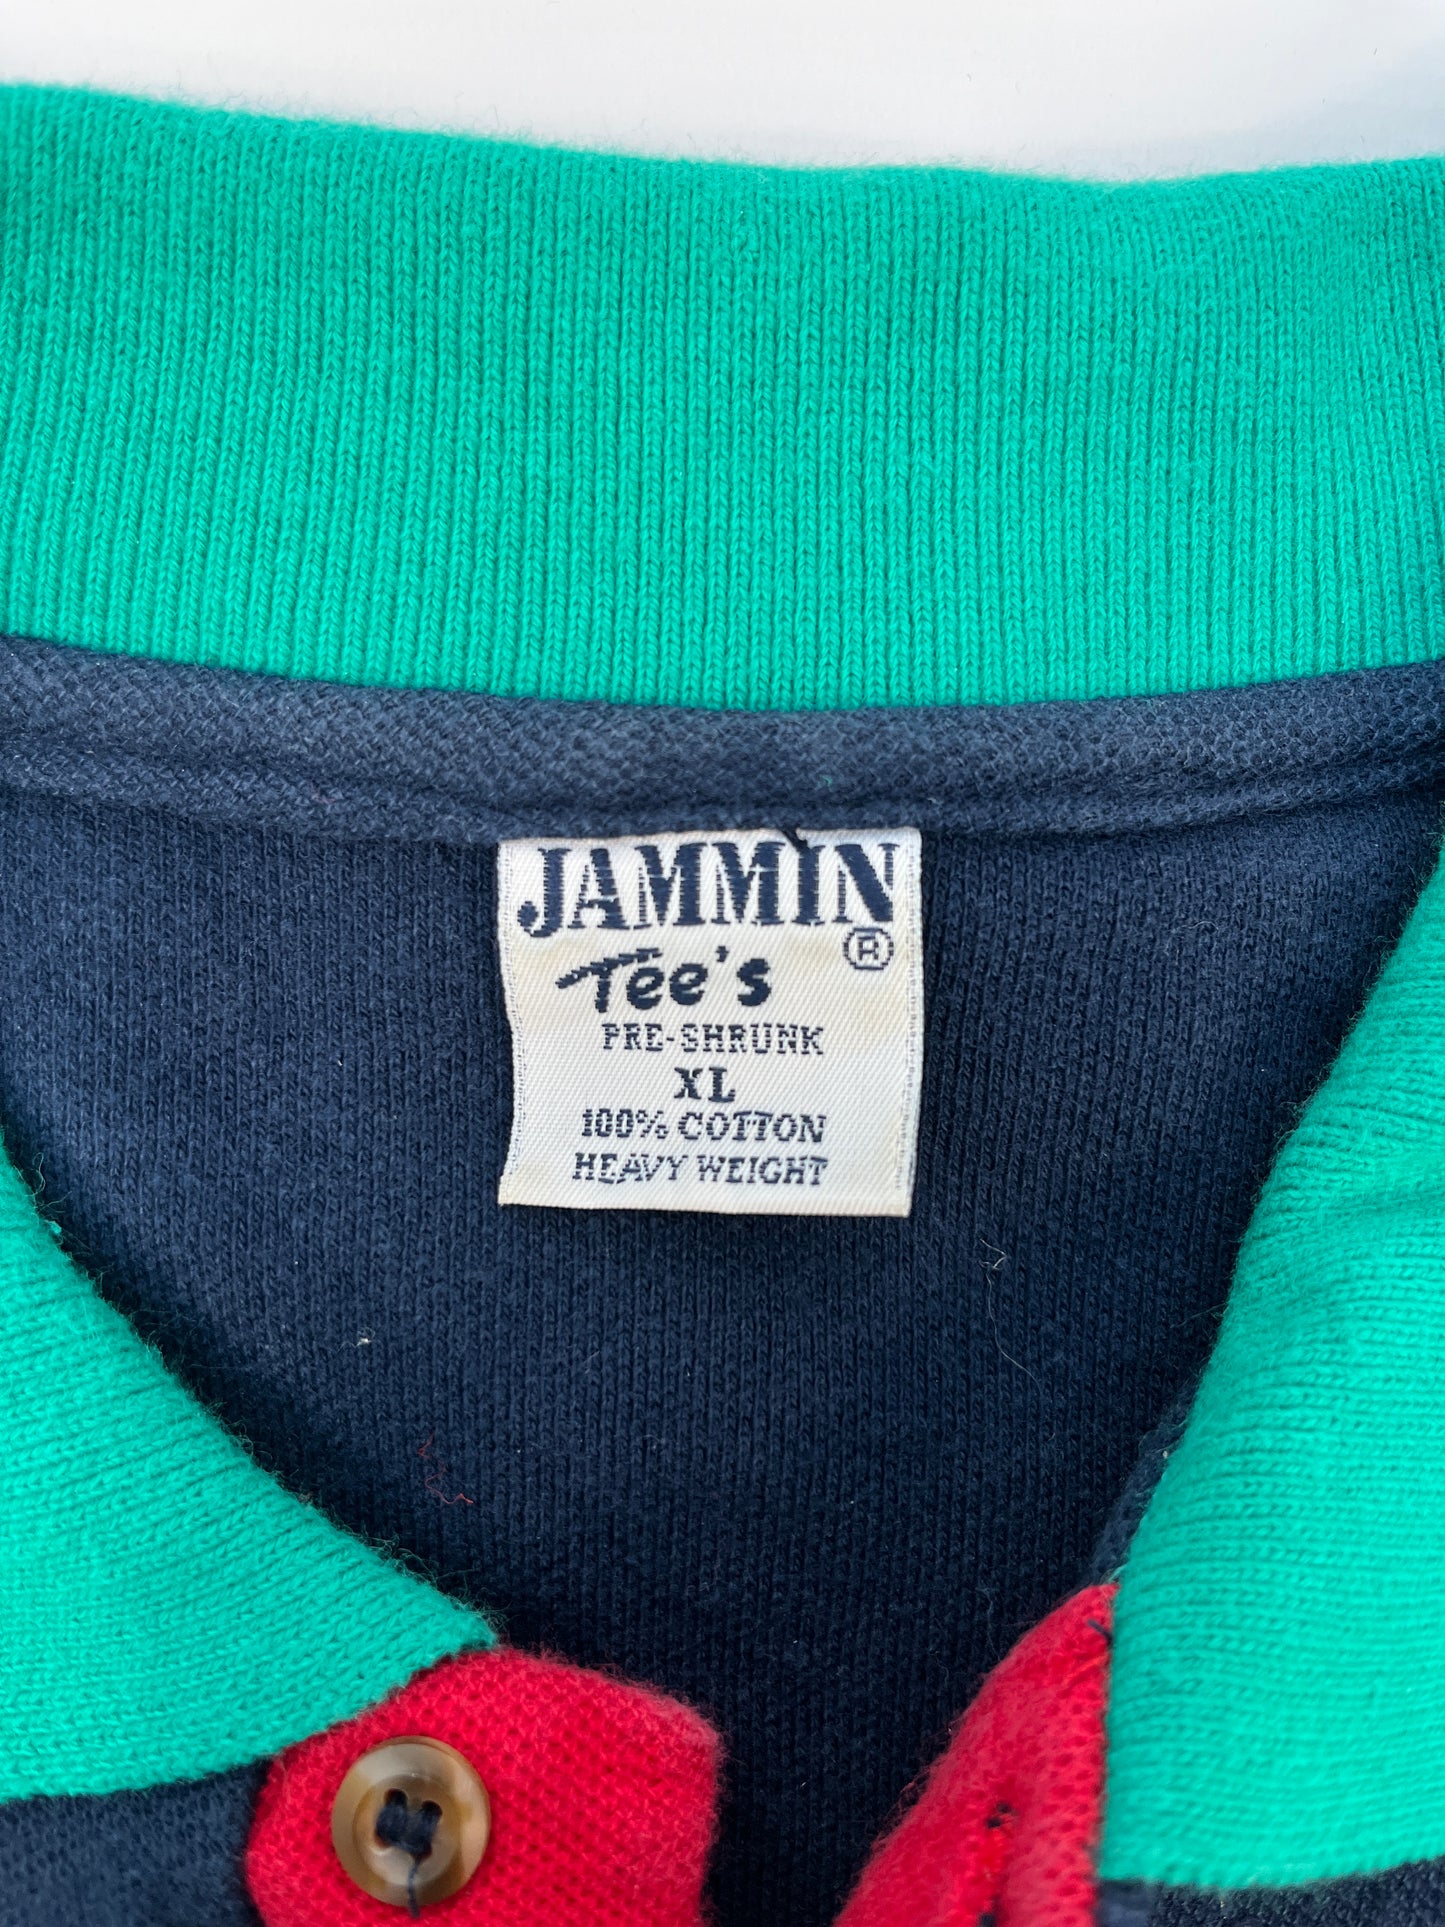 JAMMIN
Tee's ®
PRE-SHRUNK
XL
100% COTTON
HEAVY WEIGHT